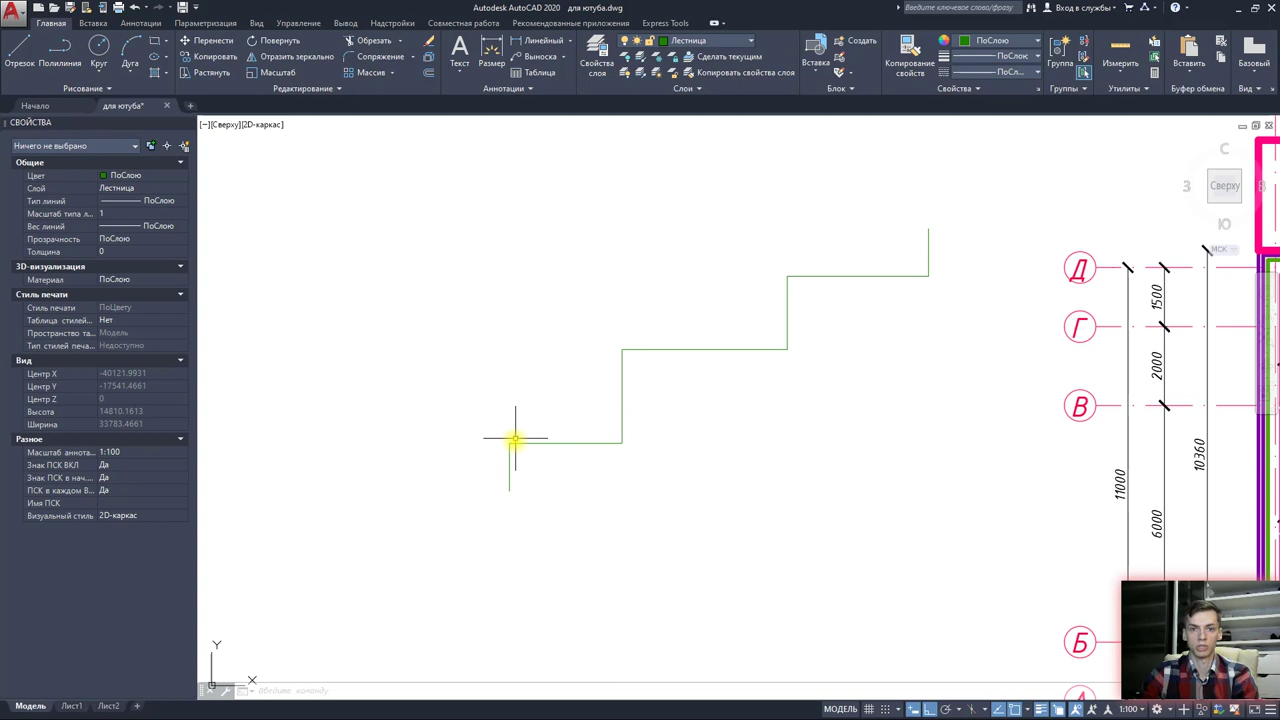 Autodesk AutoCAD 2020 для ютуба.dwg
Введите ключевое слово/фразу
Вход в службы
Главная Вставка Аннотации Параметризация Вид Управление Вывод Надстройки Совместная работа Рекомендованные приложения Express Tools
Отрезок Полилиния Круг Дуга
Перенести Повернуть Обрезать
Копировать Отразить зеркально Сопряжение
Растянуть Масштаб Массив
Текст Размер
Линейный
Выноска
Таблица
Свойства слоя
Лестница
Сделать текущим
Копировать свойства слоя
Вставка
Создать
Копирование свойств
ПоСлою
ПоСлок
ПоСл...
Группа Измерить Вставить Базовый
Рисование Редактирование Аннотации Слои Блок Свойства Группы Утилиты Буфер обмена Вид
Начало для ютуба*
СВОЙСТВА
[−][Сверху][2D-каркас]
Ничего не выбрано
Общие
Цвет ПоСлою
Слой Лестница
Тип линий ПоСлою
Масштаб типа л... 1
Вес линий ПоСлою
Прозрачность ПоСлою
Толщина 0
3D-визуализация
Материал ПоСлою
Стиль печати
Стиль печати ПоЦвету
Таблица стилей... Нет
Пространство та... Модель
Тип стилей печа... Недоступно
Вид
Центр X -40121.9931
Центр Y -17541.4661
Центр Z 0
Высота 14810.1613
Ширина 33783.4661
Разное
Масштаб аннота... 1:100
Знак ПСК ВКЛ Да
Знак ПСК в нач.... Да
ПСК в каждом В... Да
Имя ПСК
Визуальный стиль 2D-каркас
С
З Сверху В
Ю
МСК
Д
1500
Г
2000
В
10360
11000
6000
Б
А
Y
X
Введите команду
Модель Лист1 Лист2
МОДЕЛЬ 1:100